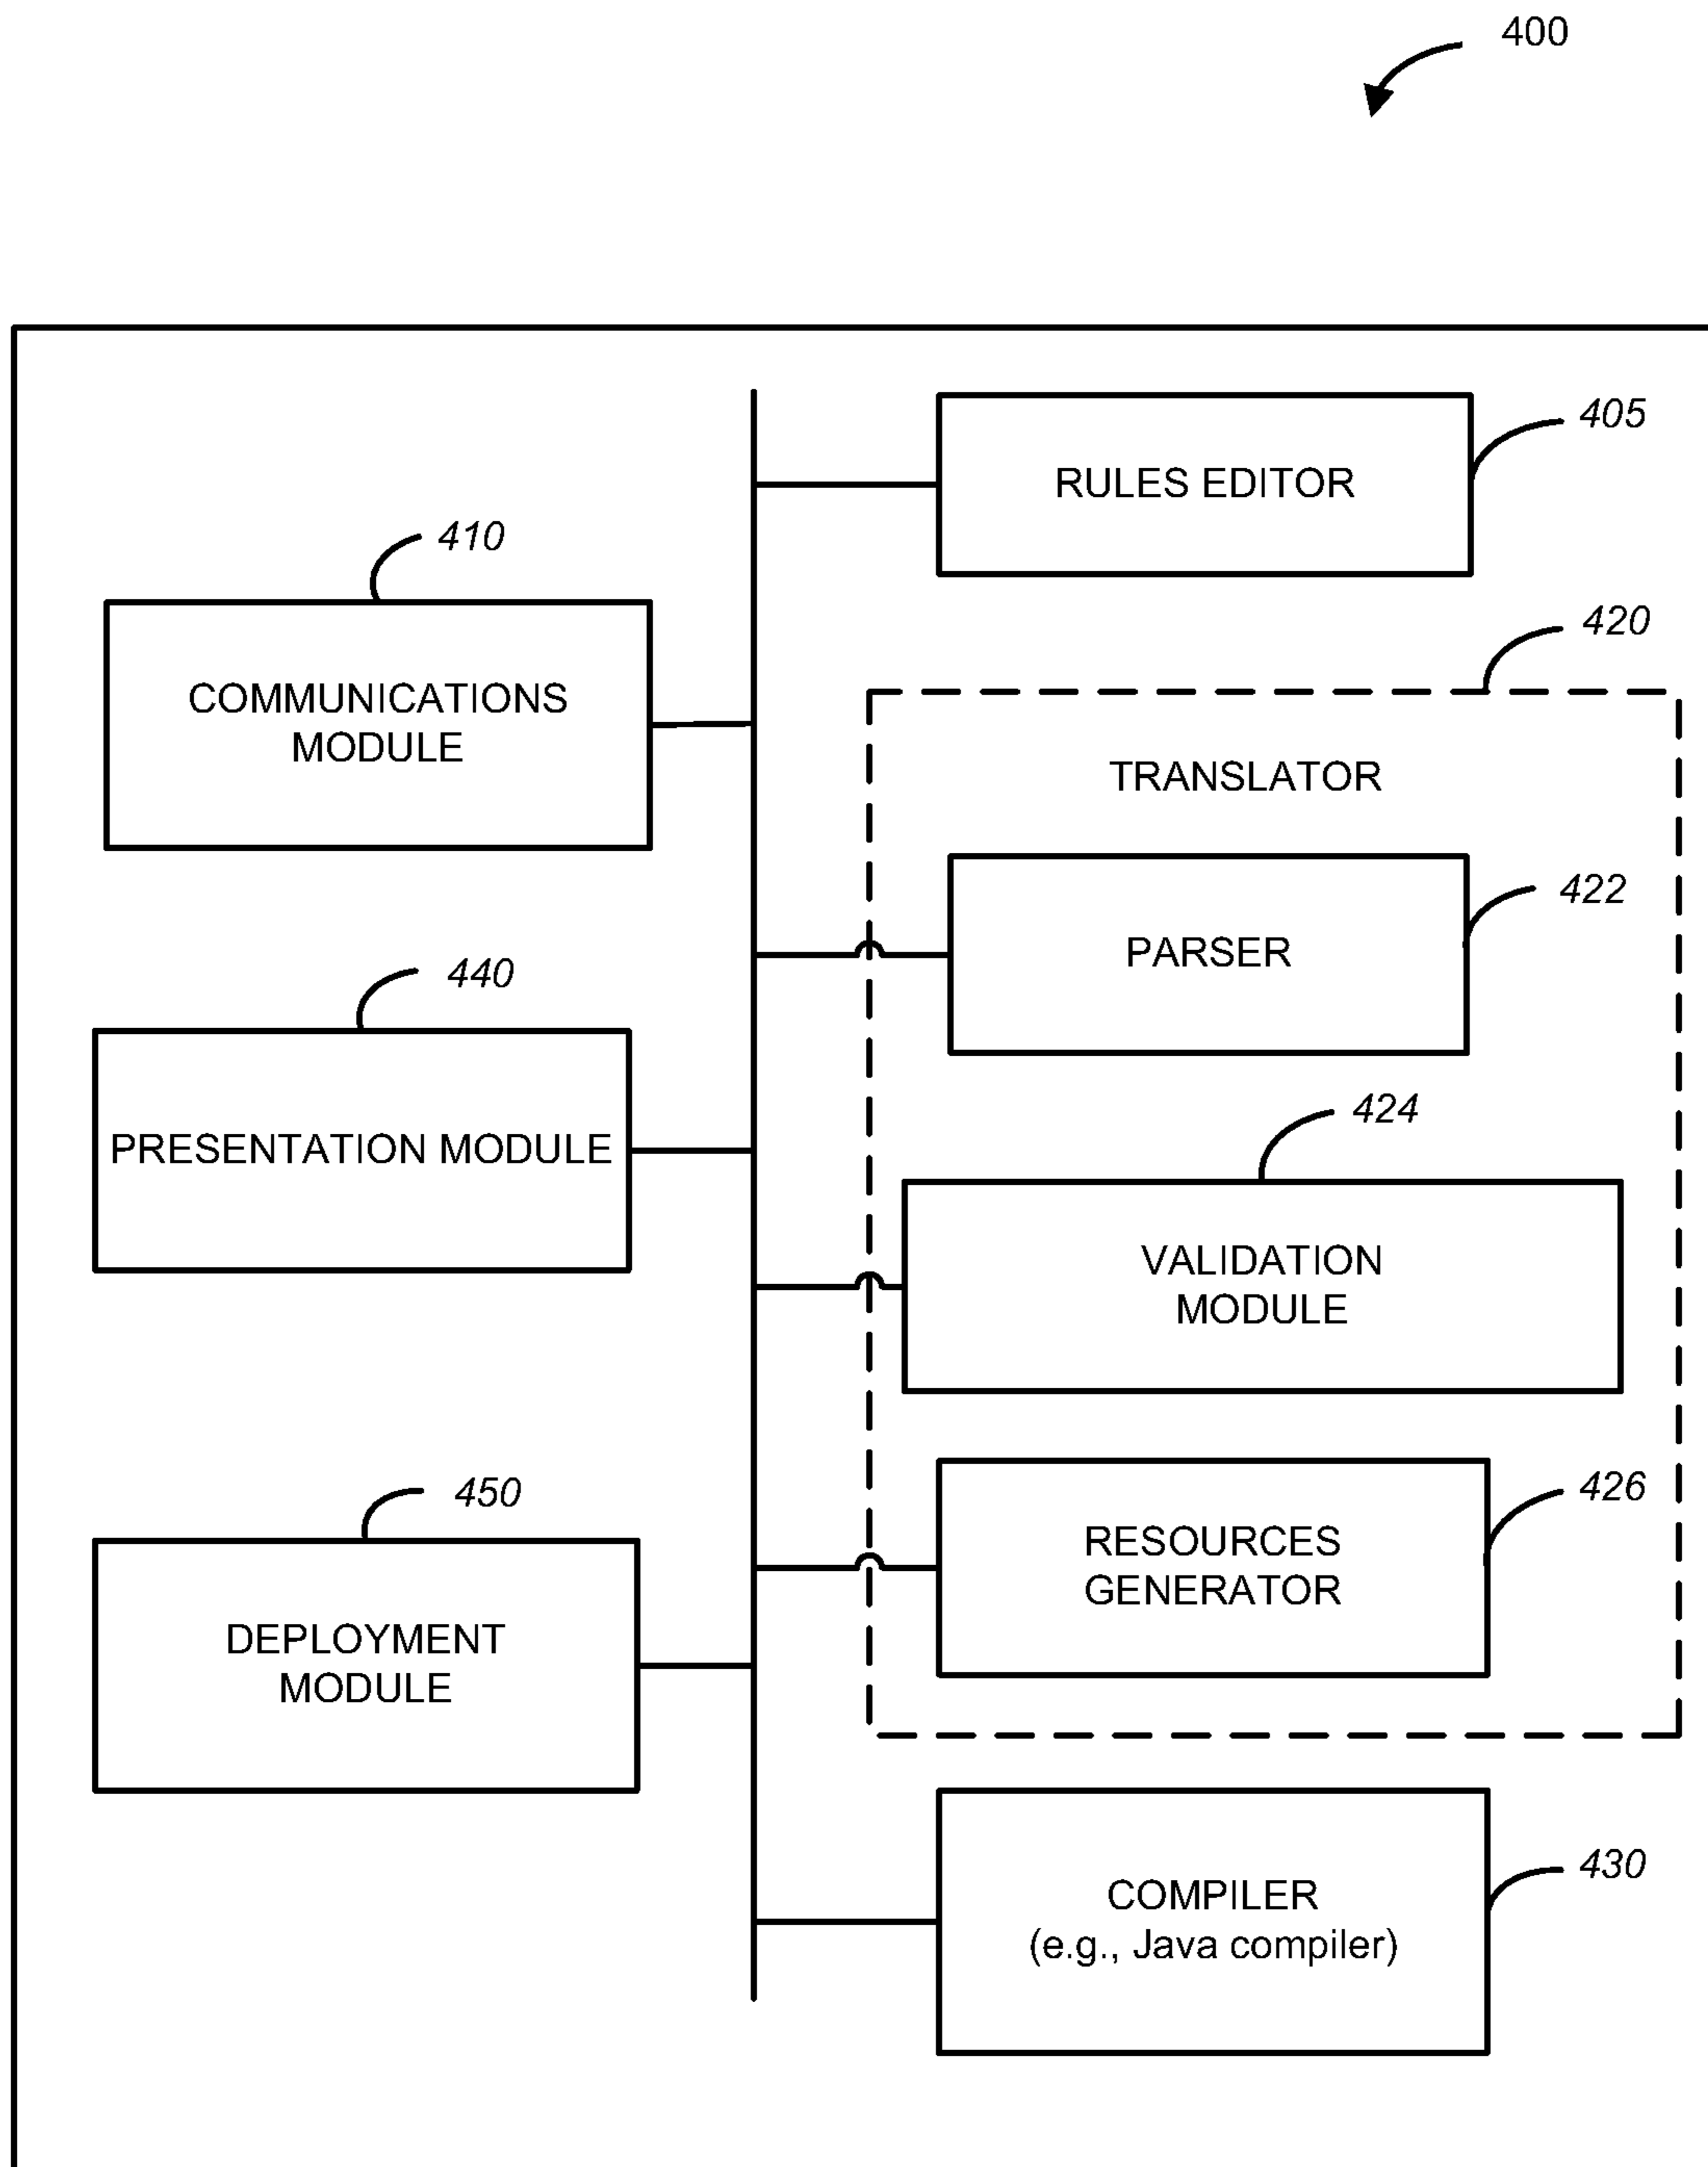 400
405
RULES EDITOR
410
COMMUNICATIONS
MODULE
420
TRANSLATOR
422
PARSER
440
PRESENTATION MODULE
424
VALIDATION
MODULE
426
RESOURCES
GENERATOR
450
DEPLOYMENT
MODULE
430
COMPILER
(e.g., Java compiler)